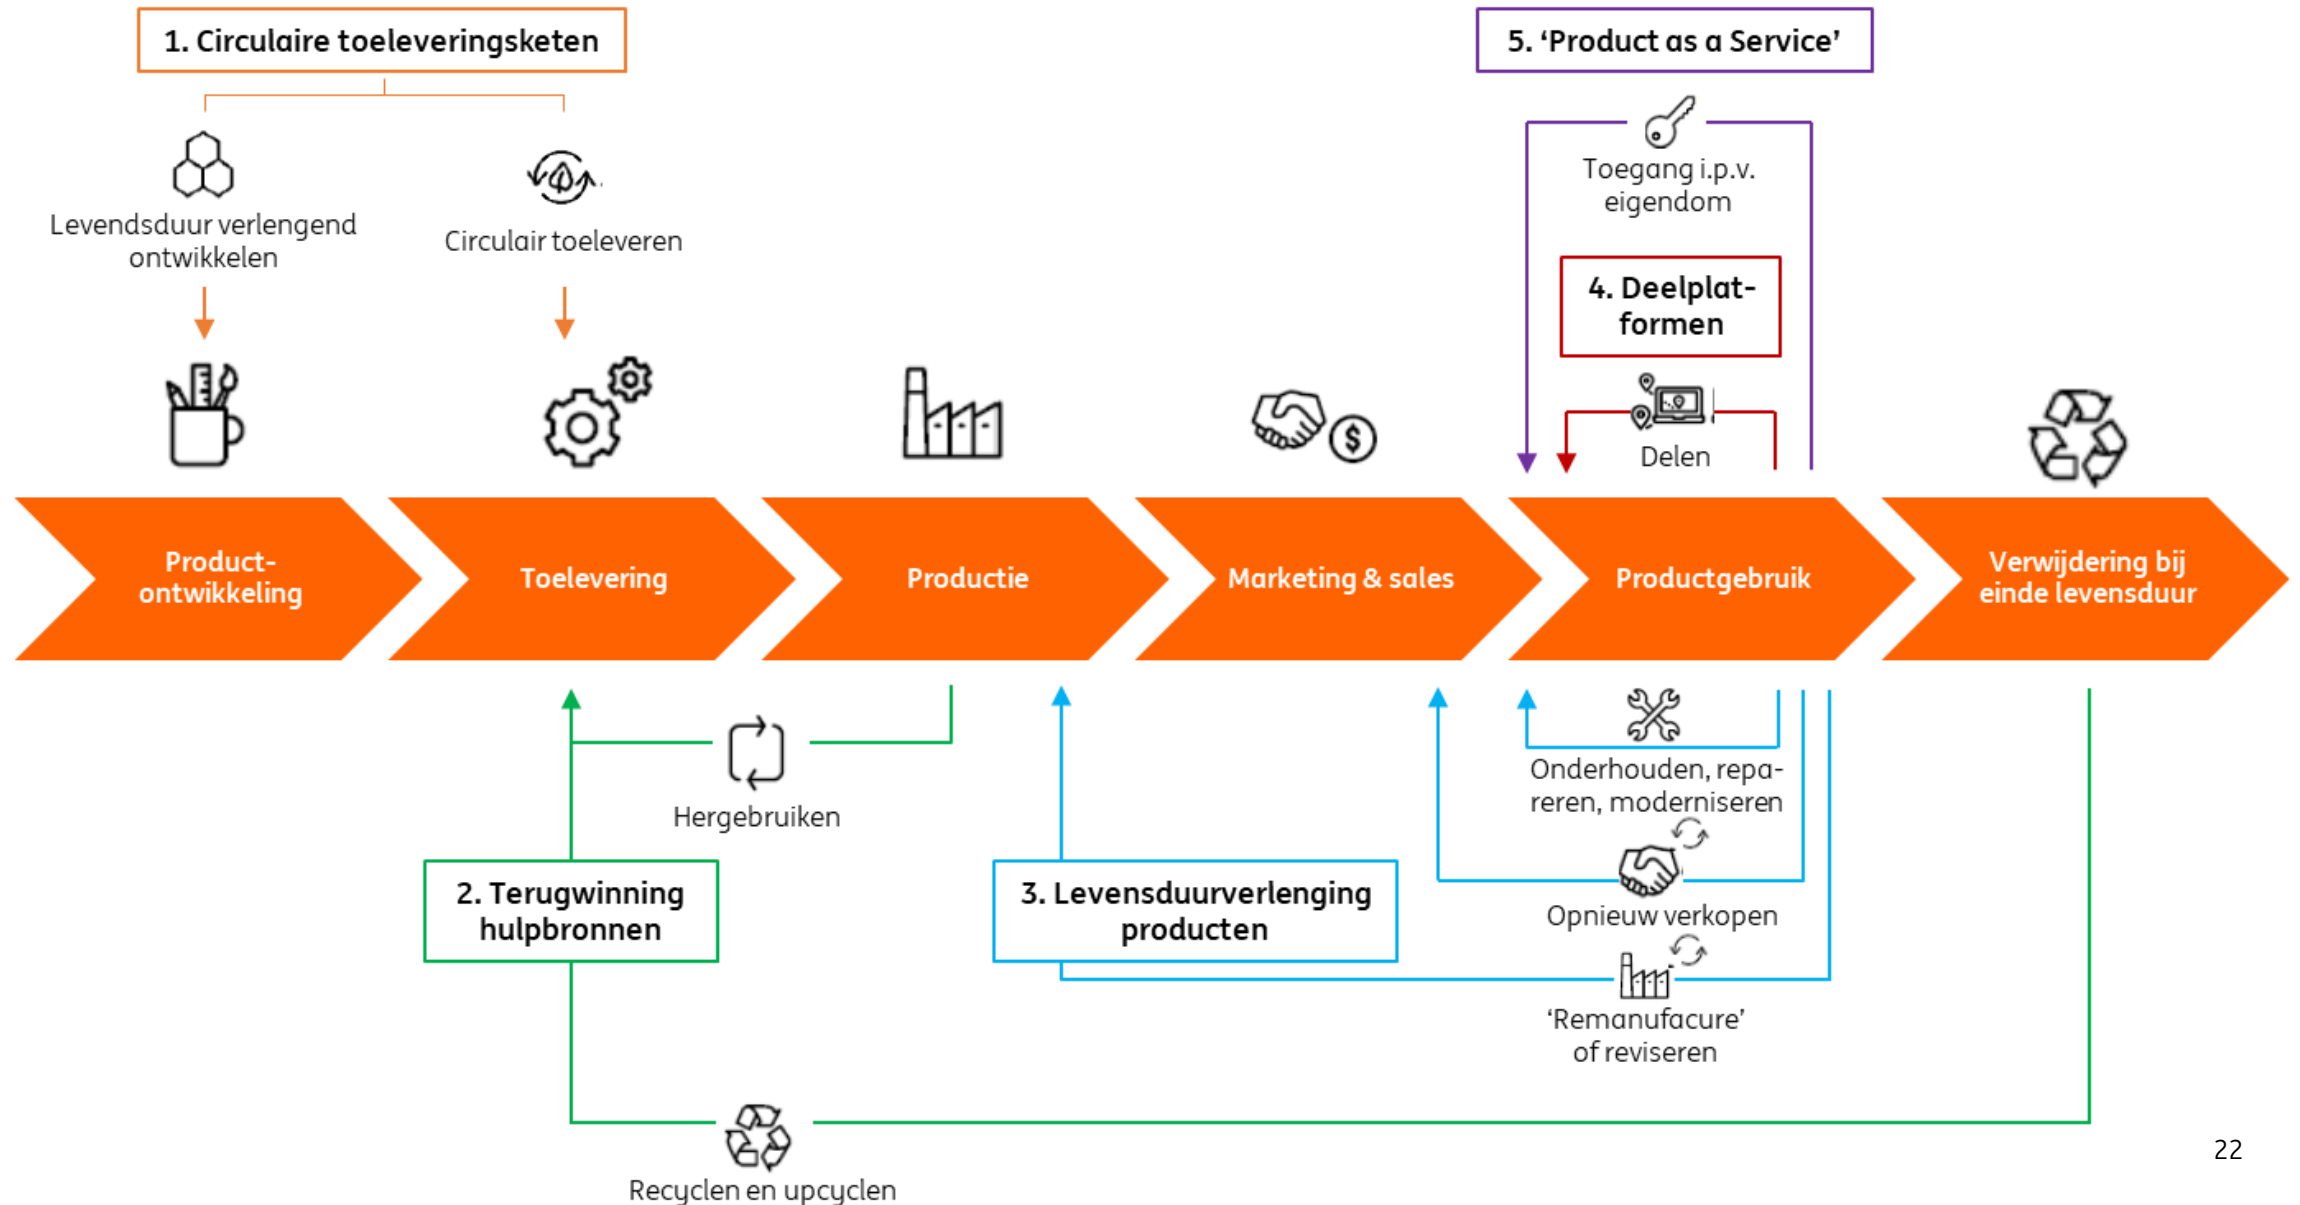 1. Circulaire toeleveringsketen
5. ‘Product as a Service’
Levendsduur verlengend
ontwikkelen
Circulair toeleveren
Toegang i.p.v.
eigendom
4. Deelplat-
formen
Delen
$
Product-
ontwikkeling
Toelevering
Productie
Marketing & sales
Productgebruik
Verwijdering bij
einde levensduur
Hergebruiken
Onderhouden, repa-
reren, moderniseren
2. Terugwinning
hulpbronnen
3. Levensduurverlenging
producten
Opnieuw verkopen
‘Remanufacure’
of reviseren
Recyclen en upcyclen
22